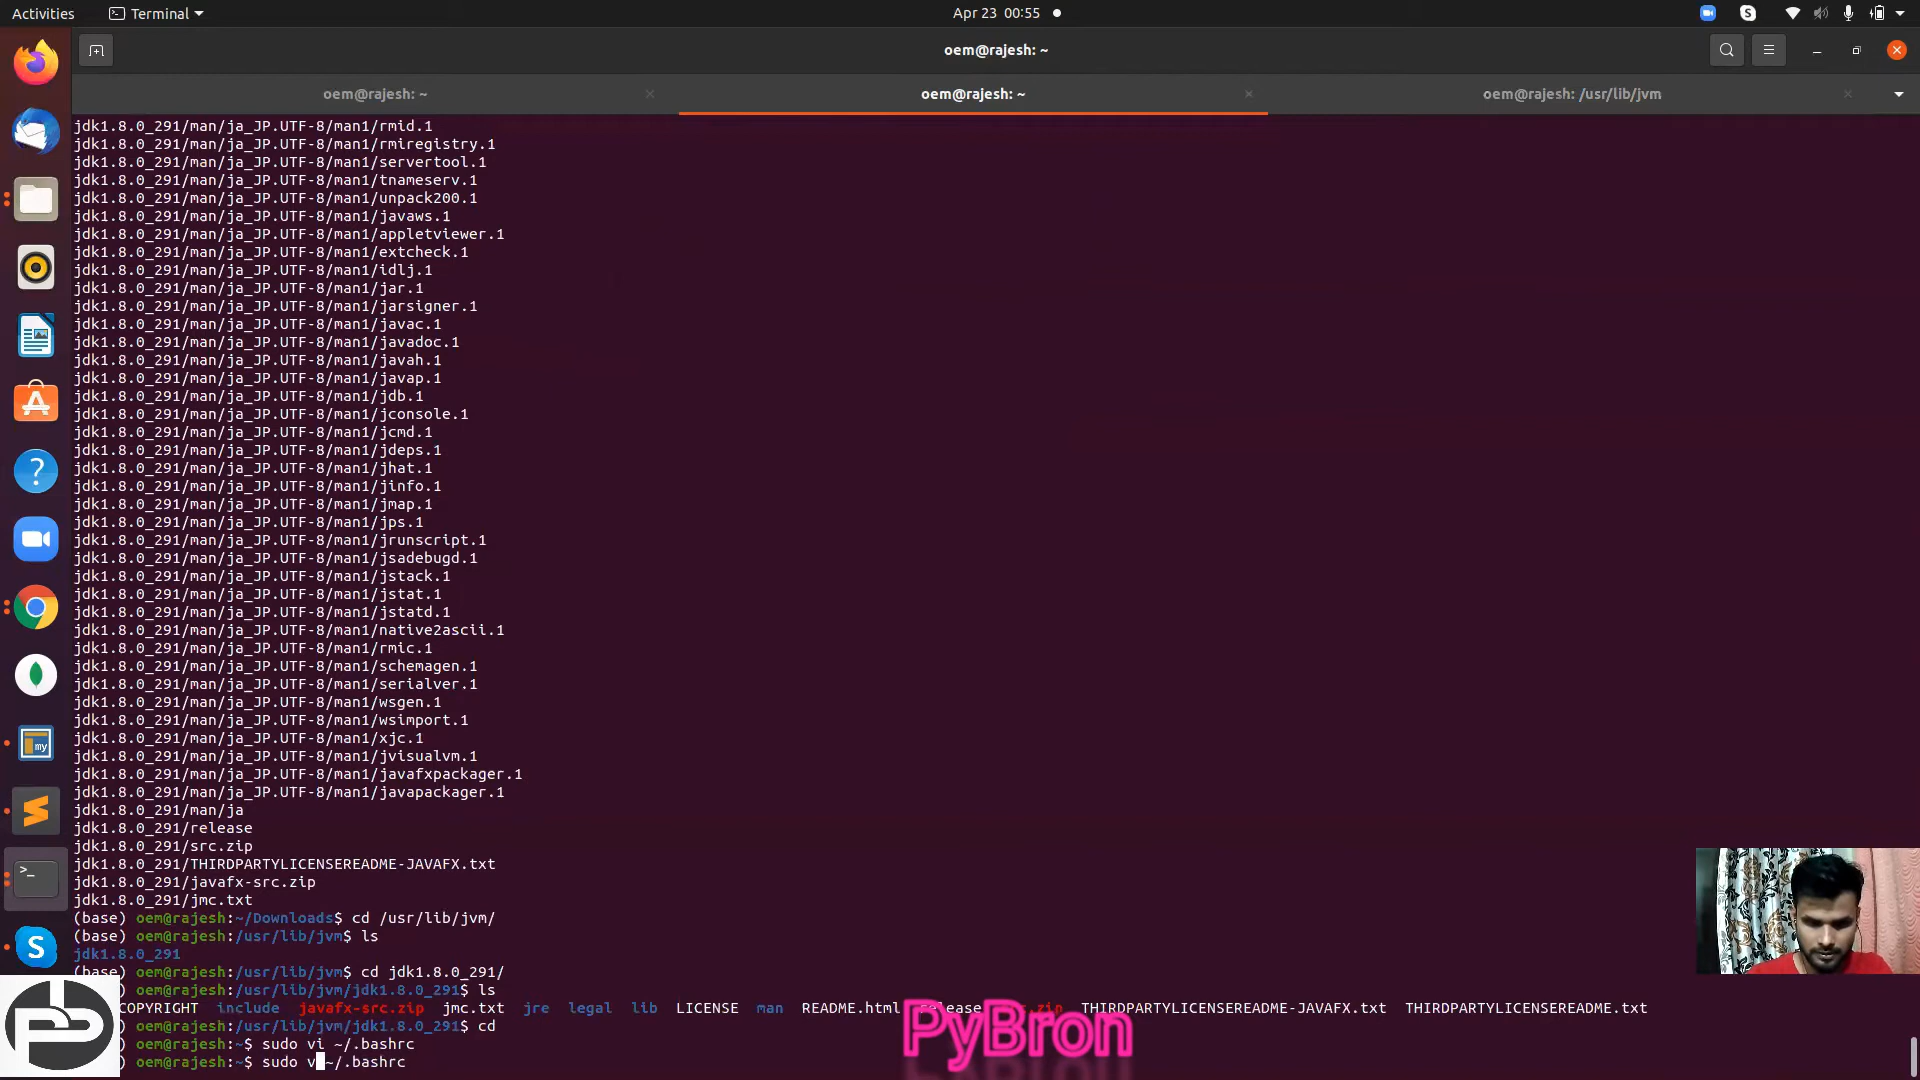 Activities
Terminal
Apr 23 00:55
oem@rajesh: ~
oem@rajesh: ~
oem@rajesh: ~
oem@rajesh: /usr/lib/jvm
jdk1.8.0_291/man/ja_JP.UTF-8/man1/rmid.1
jdk1.8.0_291/man/ja_JP.UTF-8/man1/rmiregistry.1
jdk1.8.0_291/man/ja_JP.UTF-8/man1/servertool.1
jdk1.8.0_291/man/ja_JP.UTF-8/man1/tnameserv.1
jdk1.8.0_291/man/ja_JP.UTF-8/man1/unpack200.1
jdk1.8.0_291/man/ja_JP.UTF-8/man1/javaws.1
jdk1.8.0_291/man/ja_JP.UTF-8/man1/appletviewer.1
jdk1.8.0_291/man/ja_JP.UTF-8/man1/extcheck.1
jdk1.8.0_291/man/ja_JP.UTF-8/man1/idlj.1
jdk1.8.0_291/man/ja_JP.UTF-8/man1/jar.1
jdk1.8.0_291/man/ja_JP.UTF-8/man1/jarsigner.1
jdk1.8.0_291/man/ja_JP.UTF-8/man1/javac.1
jdk1.8.0_291/man/ja_JP.UTF-8/man1/javadoc.1
jdk1.8.0_291/man/ja_JP.UTF-8/man1/javah.1
jdk1.8.0_291/man/ja_JP.UTF-8/man1/javap.1
jdk1.8.0_291/man/ja_JP.UTF-8/man1/jdb.1
jdk1.8.0_291/man/ja_JP.UTF-8/man1/jconsole.1
jdk1.8.0_291/man/ja_JP.UTF-8/man1/jcmd.1
jdk1.8.0_291/man/ja_JP.UTF-8/man1/jdeps.1
jdk1.8.0_291/man/ja_JP.UTF-8/man1/jhat.1
jdk1.8.0_291/man/ja_JP.UTF-8/man1/jinfo.1
jdk1.8.0_291/man/ja_JP.UTF-8/man1/jmap.1
jdk1.8.0_291/man/ja_JP.UTF-8/man1/jps.1
jdk1.8.0_291/man/ja_JP.UTF-8/man1/jrunscript.1
jdk1.8.0_291/man/ja_JP.UTF-8/man1/jsadebugd.1
jdk1.8.0_291/man/ja_JP.UTF-8/man1/jstack.1
jdk1.8.0_291/man/ja_JP.UTF-8/man1/jstat.1
jdk1.8.0_291/man/ja_JP.UTF-8/man1/jstatd.1
jdk1.8.0_291/man/ja_JP.UTF-8/man1/native2ascii.1
jdk1.8.0_291/man/ja_JP.UTF-8/man1/rmic.1
jdk1.8.0_291/man/ja_JP.UTF-8/man1/schemagen.1
jdk1.8.0_291/man/ja_JP.UTF-8/man1/serialver.1
jdk1.8.0_291/man/ja_JP.UTF-8/man1/wsgen.1
jdk1.8.0_291/man/ja_JP.UTF-8/man1/wsimport.1
jdk1.8.0_291/man/ja_JP.UTF-8/man1/xjc.1
jdk1.8.0_291/man/ja_JP.UTF-8/man1/jvisualvm.1
jdk1.8.0_291/man/ja_JP.UTF-8/man1/javafxpackager.1
jdk1.8.0_291/man/ja_JP.UTF-8/man1/javapackager.1
jdk1.8.0_291/man/ja
jdk1.8.0_291/release
jdk1.8.0_291/src.zip
jdk1.8.0_291/THIRDPARTYLICENSEREADME-JAVAFX.txt
jdk1.8.0_291/javafx-src.zip
jdk1.8.0_291/jmc.txt
(base) oem@rajesh:~/Downloads$ cd /usr/lib/jvm/
(base) oem@rajesh:/usr/lib/jvm$ ls
jdk1.8.0_291
(base) oem@rajesh:/usr/lib/jvm$ cd jdk1.8.0_291/
) oem@rajesh:/usr/lib/jvm/jdk1.8.0_291$ ls
COPYRIGHT include javafx-src.zip jmc.txt jre legal lib LICENSE man README.html THIRDPARTYLICENSEREADME-JAVAFX.txt THIRDPARTYLICENSEREADME.txt
) oem@rajesh:/usr/lib/jvm/jdk1.8.0_291$ cd
) oem@rajesh:~$ sudo vi ~/.bashrc
) oem@rajesh:~$ sudo v ~/.bashrc
PyBron